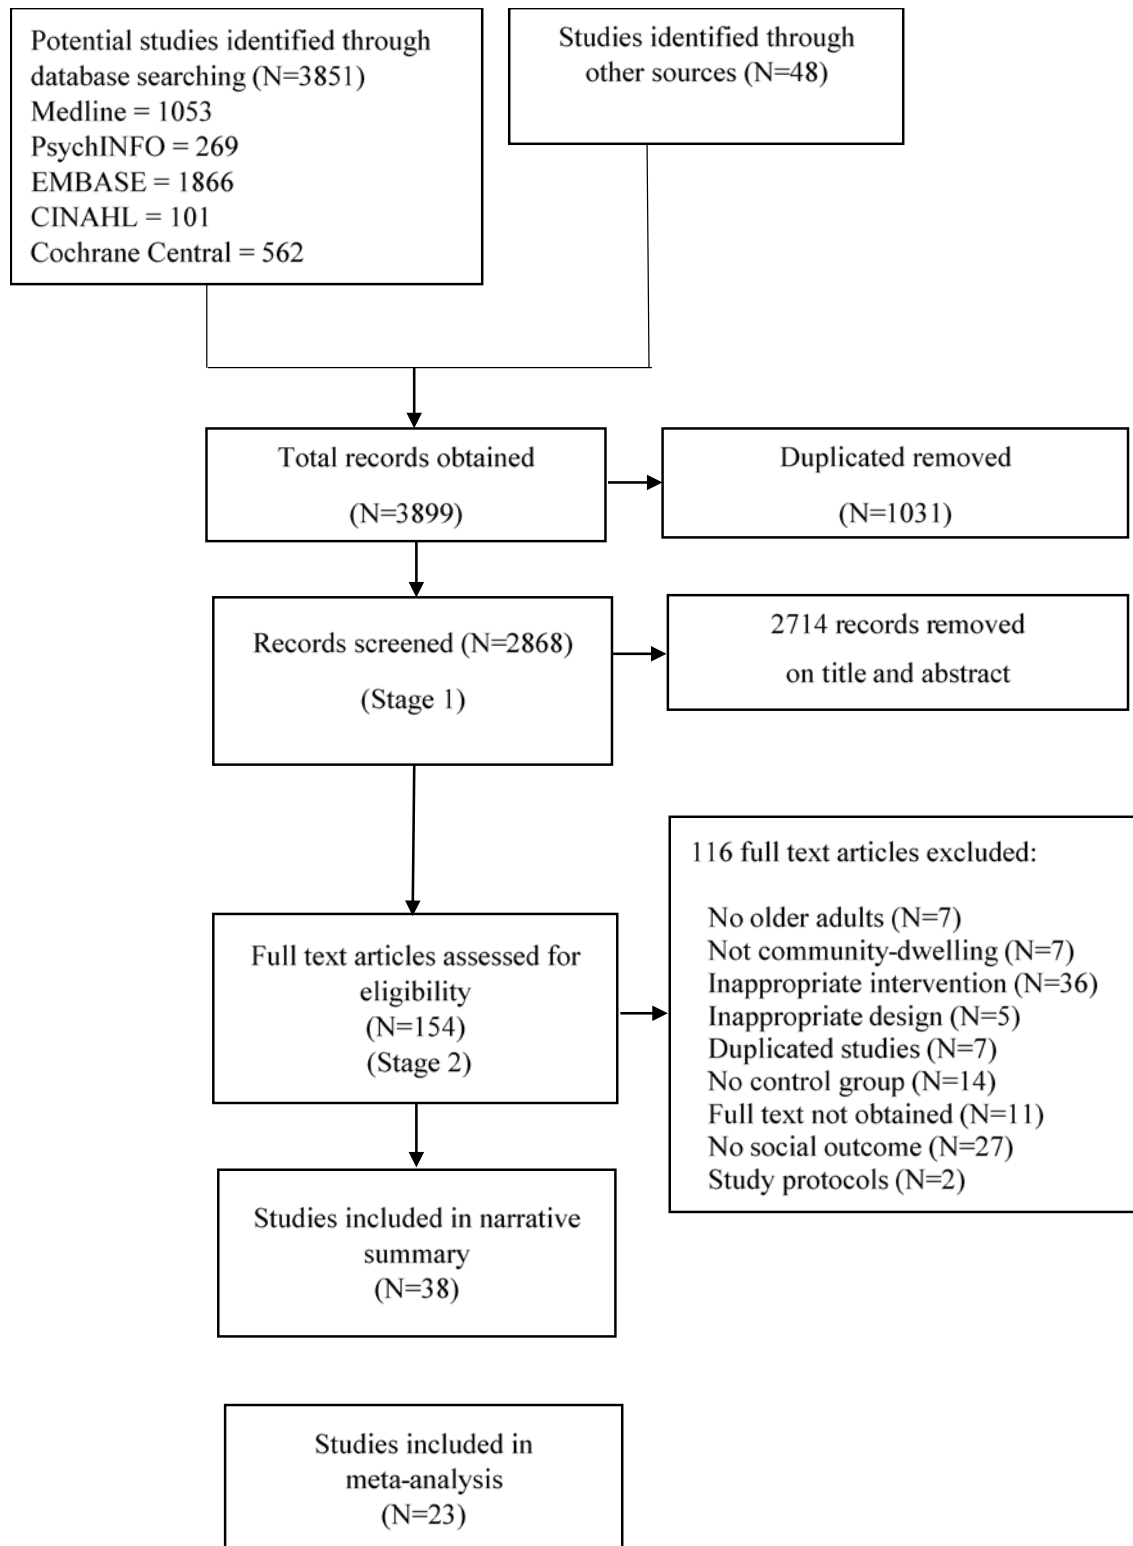 Potential studies identified through
database searching (N=3851)
Medline = 1053
PsychINFO = 269
EMBASE = 1866
CINAHL = 101
Cochrane Central = 562
Studies identified through
other sources (N=48)
Total records obtained
(N=3899)
Duplicated removed
(N=1031)
Records screened (N=2868)
(Stage 1)
2714 records removed
on title and abstract
Full text articles assessed for
eligibility
(N=154)
(Stage 2)
116 full text articles excluded:
No older adults (N=7)
Not community-dwelling (N=7)
Inappropriate intervention (N=36)
Inappropriate design (N=5)
Duplicated studies (N=7)
No control group (N=14)
Full text not obtained (N=11)
No social outcome (N=27)
Study protocols (N=2)
Studies included in narrative
summary
(N=38)
Studies included in
meta-analysis
(N=23)